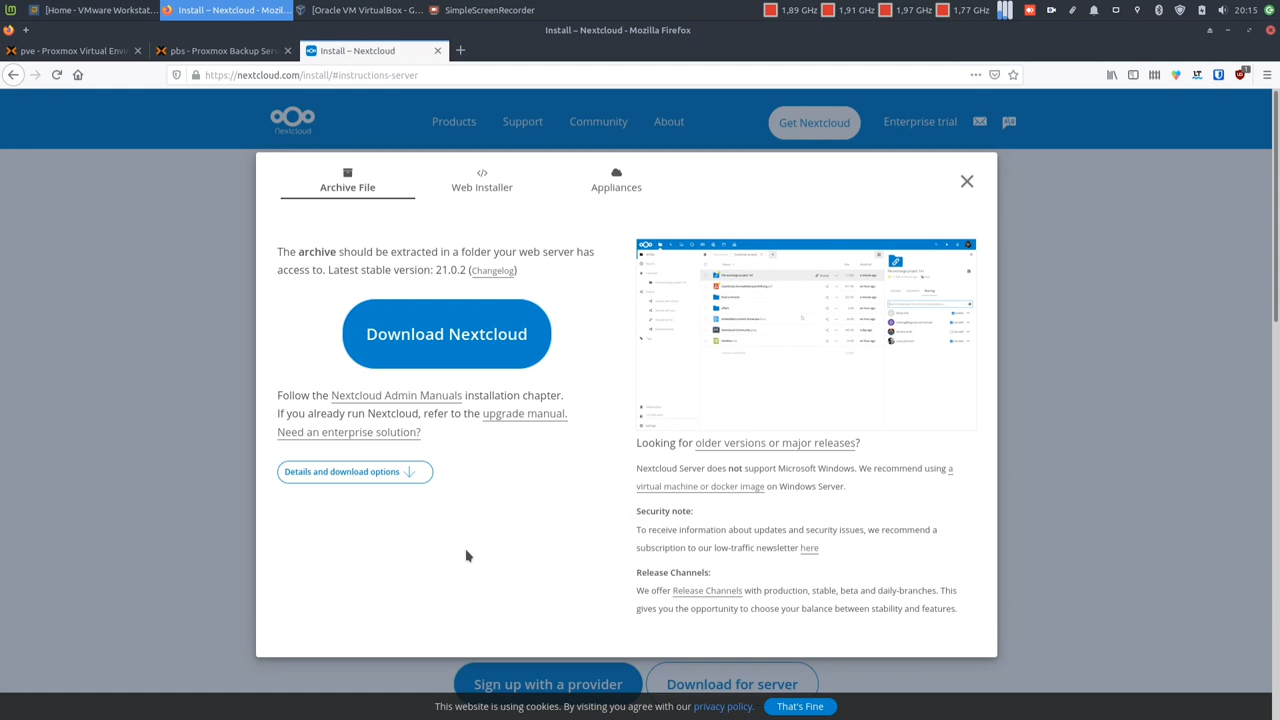 [Home - VMware Workstat...
Install – Nextcloud - Mozil...
[Oracle VM VirtualBox - G...
SimpleScreenRecorder
1,89 GHz
1,91 GHz
1,97 GHz
1,77 GHz
20:15
Install – Nextcloud - Mozilla Firefox
pve - Proxmox Virtual Envi
pbs - Proxmox Backup Serv
Install – Nextcloud
https://nextcloud.com/install/#instructions-server
Nextcloud
Products
Support
Community
About
Get Nextcloud
Enterprise trial
Archive File
Web Installer
Appliances
The archive should be extracted in a folder your web server has
access to. Latest stable version: 21.0.2 (Changelog)
Download Nextcloud
Follow the Nextcloud Admin Manuals installation chapter.
If you already run Nextcloud, refer to the upgrade manual.
Need an enterprise solution?
Details and download options
Looking for older versions or major releases?
Nextcloud Server does not support Microsoft Windows. We recommend using a
virtual machine or docker image on Windows Server.
Security note:
To receive information about updates and security issues, we recommend a
subscription to our low-traffic newsletter here
Release Channels:
We offer Release Channels with production, stable, beta and daily-branches. This
gives you the opportunity to choose your balance between stability and features.
Sign up with a provider
Download for server
This website is using cookies. By visiting you agree with our privacy policy.
That's Fine